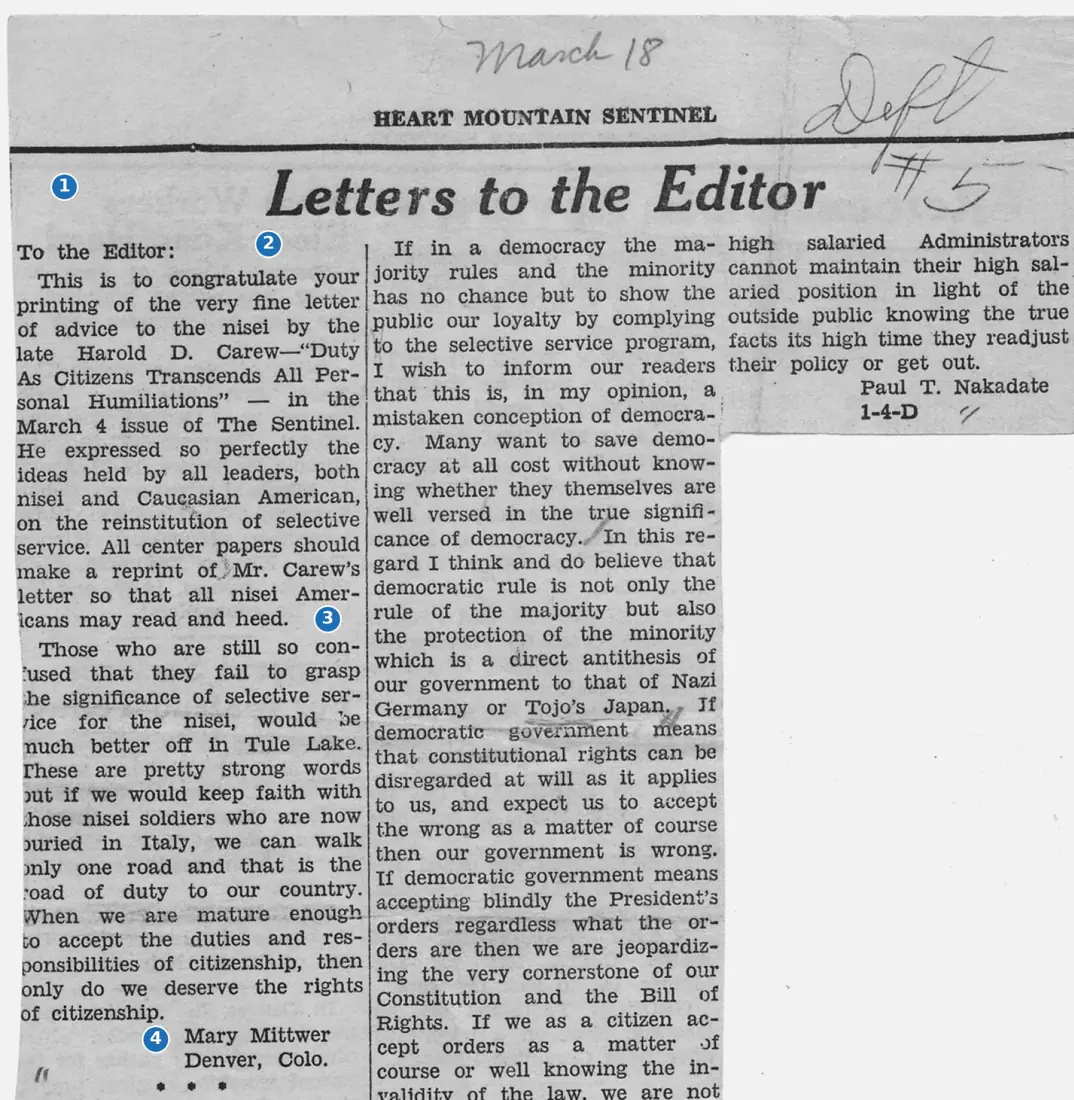 March 18
Deft
HEART MOUNTAIN SENTINEL
# 5
1
Letters to the Editor
2
To the Editor:
This is to congratulate your
printing of the very fine letter
of advice to the nisei by the
late Harold D. Carew—“Duty
As Citizens Transcends All Per-
sonal Humiliations” — in the
March 4 issue of The Sentinel.
He expressed so perfectly the
ideas held by all leaders, both
nisei and Caucasian American,
on the reinstitution of selective
service. All center papers should
make a reprint of Mr. Carew's
letter so that all nisei Amer-
icans may read and heed.
3
Those who are still so con-
fused that they fail to grasp
the significance of selective ser-
vice for the nisei, would be
much better off in Tule Lake.
These are pretty strong words
but if we would keep faith with
those nisei soldiers who are now
buried in Italy, we can walk
only one road and that is the
road of duty to our country.
When we are mature enough
to accept the duties and res-
ponsibilities of citizenship, then
only do we deserve the rights
of citizenship.
4
Mary Mittwer
Denver, Colo.
"
* * *
If in a democracy the ma-
jority rules and the minority
has no chance but to show the
public our loyalty by complying
to the selective service program,
I wish to inform our readers
that this is, in my opinion, a
mistaken conception of democra-
cy. Many want to save demo-
cracy at all cost without know-
ing whether they themselves are
well versed in the true signifi-
cance of democracy. In this re-
gard I think and do believe that
democratic rule is not only the
rule of the majority but also
the protection of the minority
which is a direct antithesis of
our government to that of Nazi
Germany or Tojo's Japan. If
democratic government means
that constitutional rights can be
disregarded at will as it applies
to us, and expect us to accept
the wrong as a matter of course
then our government is wrong.
If democratic government means
accepting blindly the President's
orders regardless what the or-
ders are then we are jeopardiz-
ing the very cornerstone of our
Constitution and the Bill of
Rights. If we as a citizen ac-
cept orders as a matter of
course or well knowing the in-
validity of the law, we are not
high salaried Administrators
cannot maintain their high sal-
aried position in light of the
outside public knowing the true
facts its high time they readjust
their policy or get out.
Paul T. Nakadate
1-4-D "